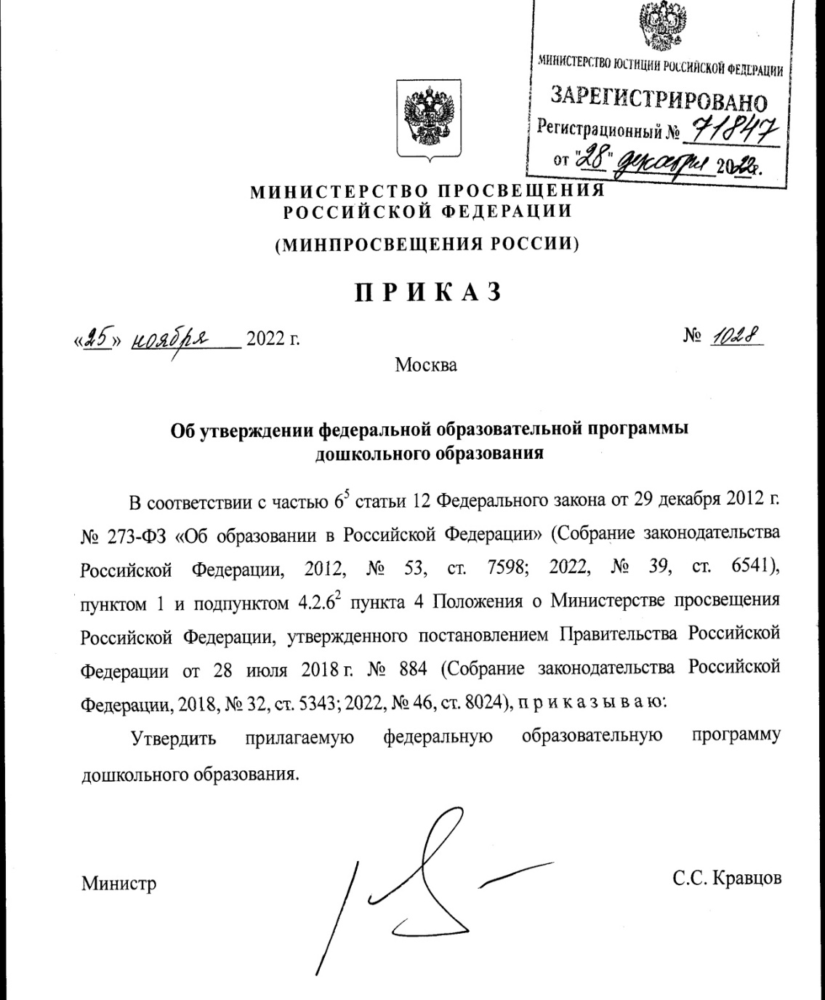 МИНИСТЕРСТВО ЮСТИЦИИ РОССИЙСКОЙ ФЕДЕРАЦИИ
ЗАРЕГИСТРИРОВАНО
Регистрационный № 71847
от "28" декабря 2022г.
МИНИСТЕРСТВО ПРОСВЕЩЕНИЯ
РОССИЙСКОЙ ФЕДЕРАЦИИ
(МИНПРОСВЕЩЕНИЯ РОССИИ)
ПРИКАЗ
«25» ноября 2022 г. № 1028
Москва
Об утверждении федеральной образовательной программы
дошкольного образования
В соответствии с частью 6⁵ статьи 12 Федерального закона от 29 декабря 2012 г.
№ 273-ФЗ «Об образовании в Российской Федерации» (Собрание законодательства
Российской Федерации, 2012, № 53, ст. 7598; 2022, № 39, ст. 6541),
пунктом 1 и подпунктом 4.2.6² пункта 4 Положения о Министерстве просвещения
Российской Федерации, утвержденного постановлением Правительства Российской
Федерации от 28 июля 2018 г. № 884 (Собрание законодательства Российской
Федерации, 2018, № 32, ст. 5343; 2022, № 46, ст. 8024), п р и к а з ы в а ю:
Утвердить прилагаемую федеральную образовательную программу
дошкольного образования.
Министр С.С. Кравцов